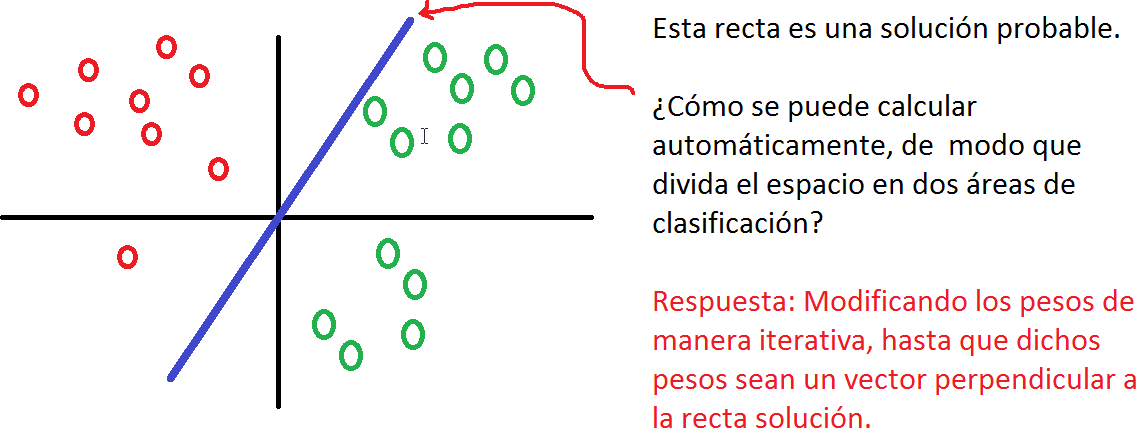 Esta recta es una solución probable.
¿Cómo se puede calcular
automáticamente, de  modo que
divida el espacio en dos áreas de
clasificación?
Respuesta: Modificando los pesos de
manera iterativa, hasta que dichos
pesos sean un vector perpendicular a
la recta solución.